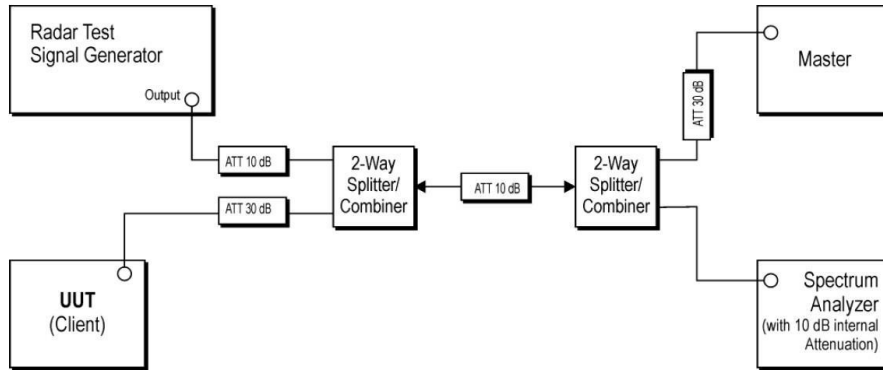 Radar Test
Signal Generator
Output
ATT 10 dB
ATT 30 dB
UUT
(Client)
2-Way
Splitter/
Combiner
ATT 10 dB
2-Way
Splitter/
Combiner
ATT 30 dB
Master
Spectrum
Analyzer
(with 10 dB internal
Attenuation)